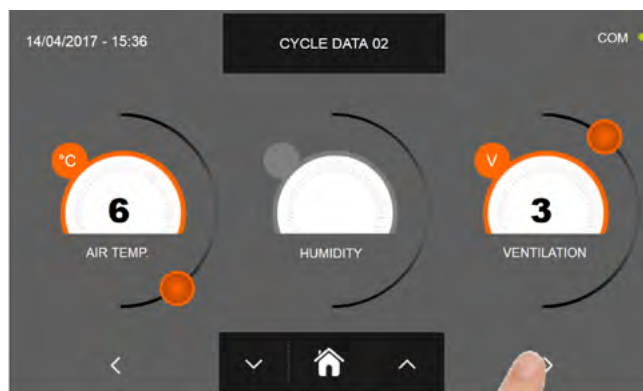 14/04/2017 - 15:36
CYCLE DATA 02
COM
°C
6
AIR TEMP.
HUMIDITY
V
3
VENTILATION